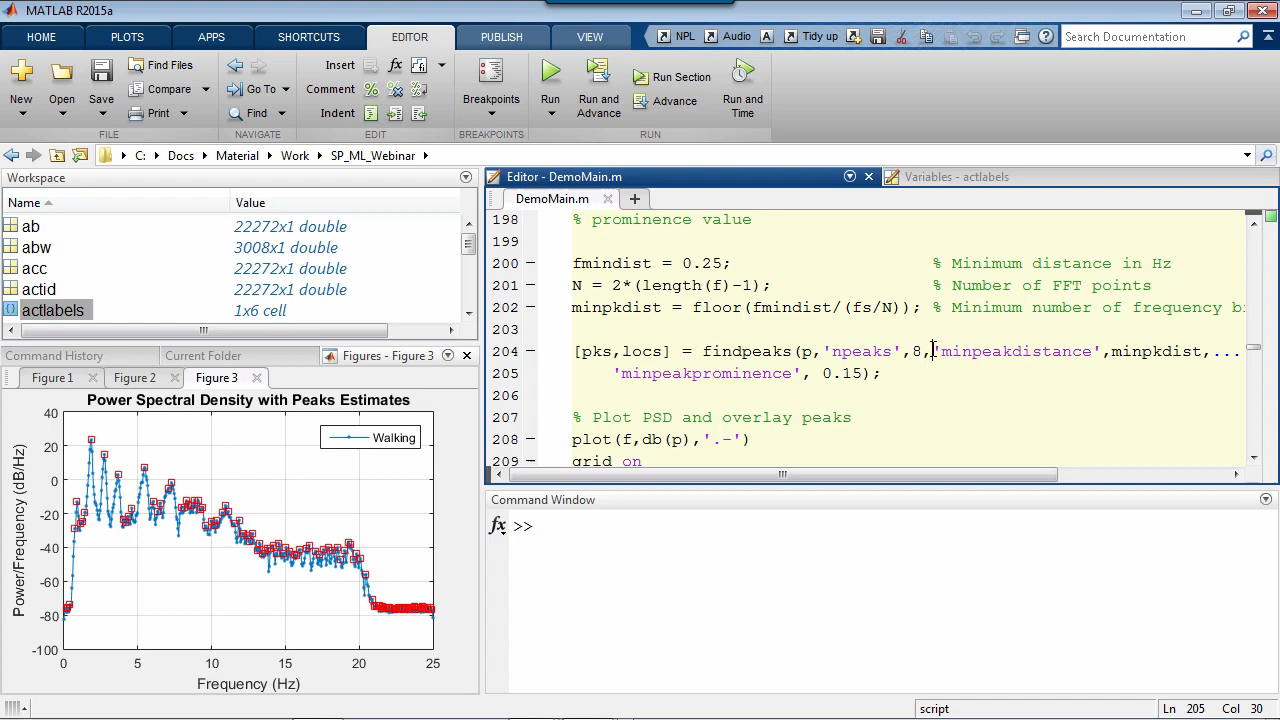 MATLAB R2015a
HOME PLOTS APPS SHORTCUTS EDITOR PUBLISH VIEW NPL Audio A Tidy up Search Documentation
New Open Save Find Files Compare Print
Go To Find
Insert Comment Indent
fx
Breakpoints Run Run and Advance Run Section Advance Run and Time
FILE NAVIGATE EDIT BREAKPOINTS RUN
C: Docs Material Work SP_ML_Webinar
Workspace
Name Value
ab 22272x1 double
abw 3008x1 double
acc 22272x1 double
actid 22272x1 double
actlabels 1x6 cell
Command History Current Folder Figures - Figure 3
Figure 1 Figure 2 Figure 3
Power Spectral Density with Peaks Estimates
Walking
Power/Frequency (dB/Hz)
40
20
0
-20
-40
-60
-80
-100
0 5 10 15 20 25
Frequency (Hz)
Editor - DemoMain.m Variables - actlabels
DemoMain.m
198 % prominence value
199
200 fmindist = 0.25; % Minimum distance in Hz
201 N = 2*(length(f)-1); % Number of FFT points
202 minpkdist = floor(fmindist/(fs/N)); % Minimum number of frequency bi
203
204 [pks,locs] = findpeaks(p,'npeaks',8,'minpeakdistance',minpkdist,...
205 'minpeakprominence', 0.15);
206
207 % Plot PSD and overlay peaks
208 plot(f,db(p),'.-')
209 grid on
Command Window
fx >>
script Ln 205 Col 30